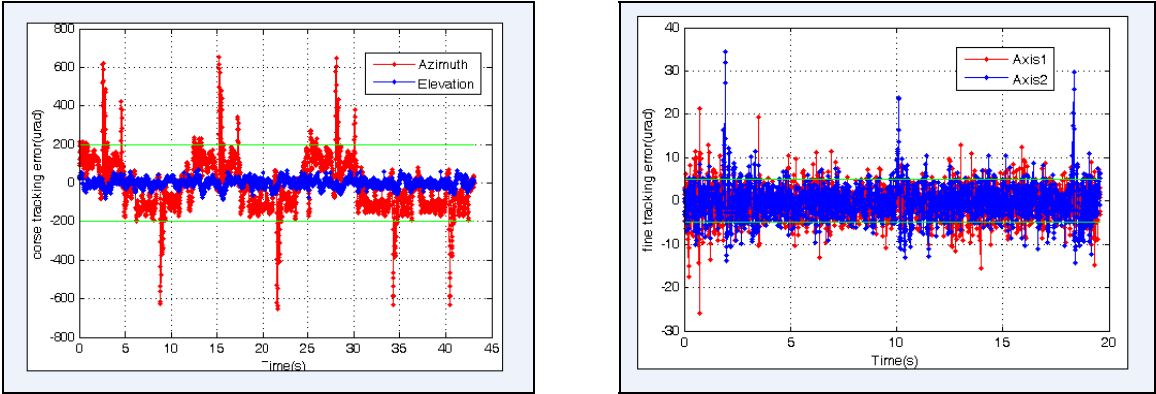 800
600
400
200
0
-200
-400
-600
-800
corse tracking error(urad)
Azimuth
Elevation
0 5 10 15 20 25 30 35 40 45
Time(s)
40
30
20
10
0
-10
-20
-30
fine tracking error(urad)
Axis1
Axis2
0 5 10 15 20
Time(s)